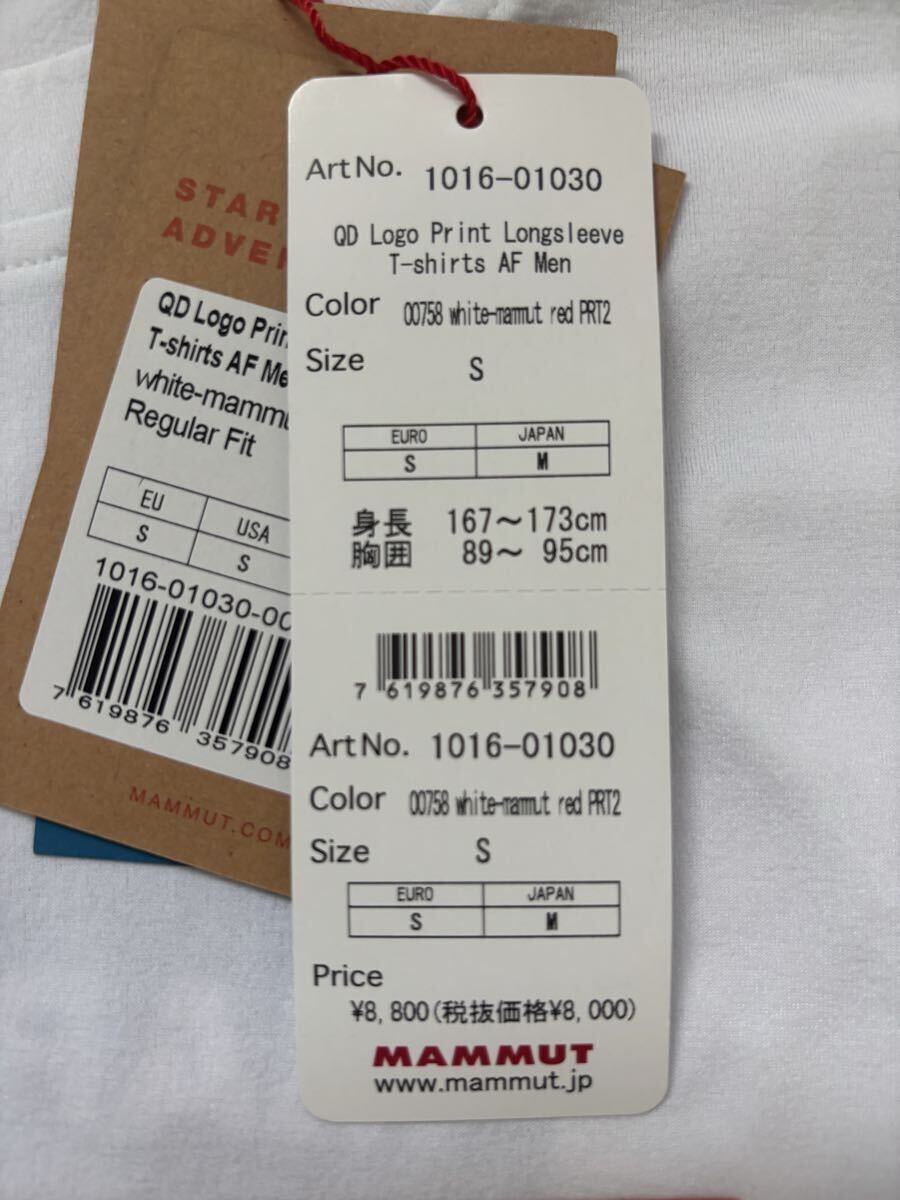 STAR
ADVE
QD Logo Prin
T-shirts AF Me
white-mammu
Regular Fit
EU USA
S S
1016-01030-00
7 619876 357908
MAMMUT.COM
Art No. 1016-01030
QD Logo Print Longsleeve
T-shirts AF Men
Color 00758 white-mammut red PRT2
Size S
EURO JAPAN
S M
身長 167〜173cm
胸囲 89〜 95cm
7 619876 357908
Art No. 1016-01030
Color 00758 white-mammut red PRT2
Size S
EURO JAPAN
S M
Price
¥8,800(税抜価格¥8,000)
MAMMUT
www.mammut.jp